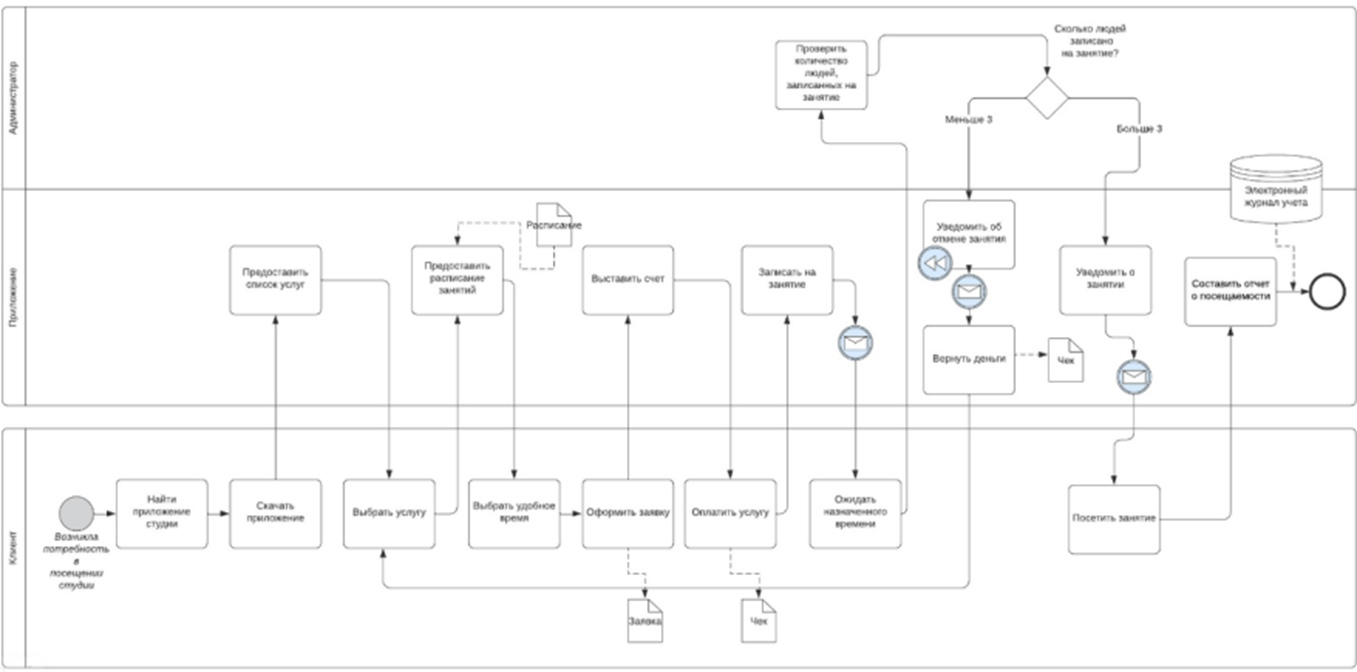 Администратор
Проверить
количество
людей,
записанных на
занятие
Сколько людей
записано
на занятие?
Меньше 3
Больше 3
Приложение
Предоставить
список услуг
Расписание
Предоставить
расписание
занятий
Выставить счет
Записать на
занятие
Уведомить об
отмене занятия
Вернуть деньги
Чек
Уведомить о
занятии
Электронный
журнал учета
Составить отчет
о посещаемости
Клиент
Возникла
потребность
в
посещении
студии
Найти
приложение
студии
Скачать
приложение
Выбрать услугу
Выбрать удобное
время
Оформить заявку
Оплатить услугу
Ожидать
назначенного
времени
Посетить занятие
Заявка
Чек